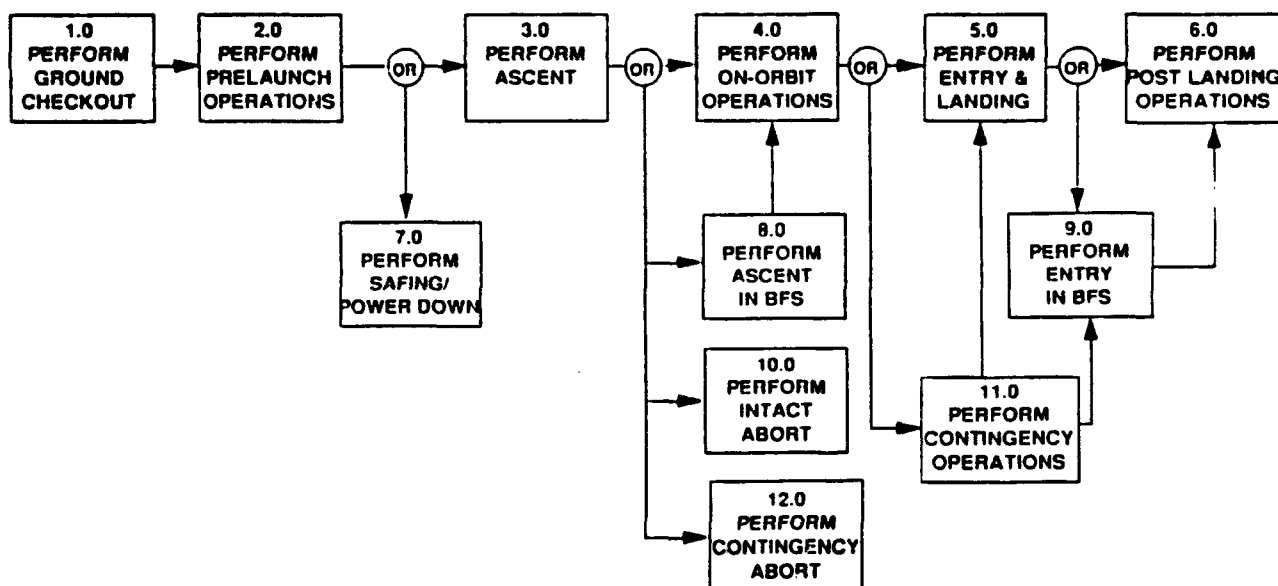 1.0
PERFORM
GROUND
CHECKOUT
2.0
PERFORM
PRELAUNCH
OPERATIONS
OR
3.0
PERFORM
ASCENT
OR
4.0
PERFORM
ON-ORBIT
OPERATIONS
OR
5.0
PERFORM
ENTRY &
LANDING
OR
6.0
PERFORM
POST LANDING
OPERATIONS
7.0
PERFORM
SAFING/
POWER DOWN
8.0
PERFORM
ASCENT
IN BFS
9.0
PERFORM
ENTRY
IN BFS
10.0
PERFORM
INTACT
ABORT
11.0
PERFORM
CONTINGENCY
OPERATIONS
12.0
PERFORM
CONTINGENCY
ABORT